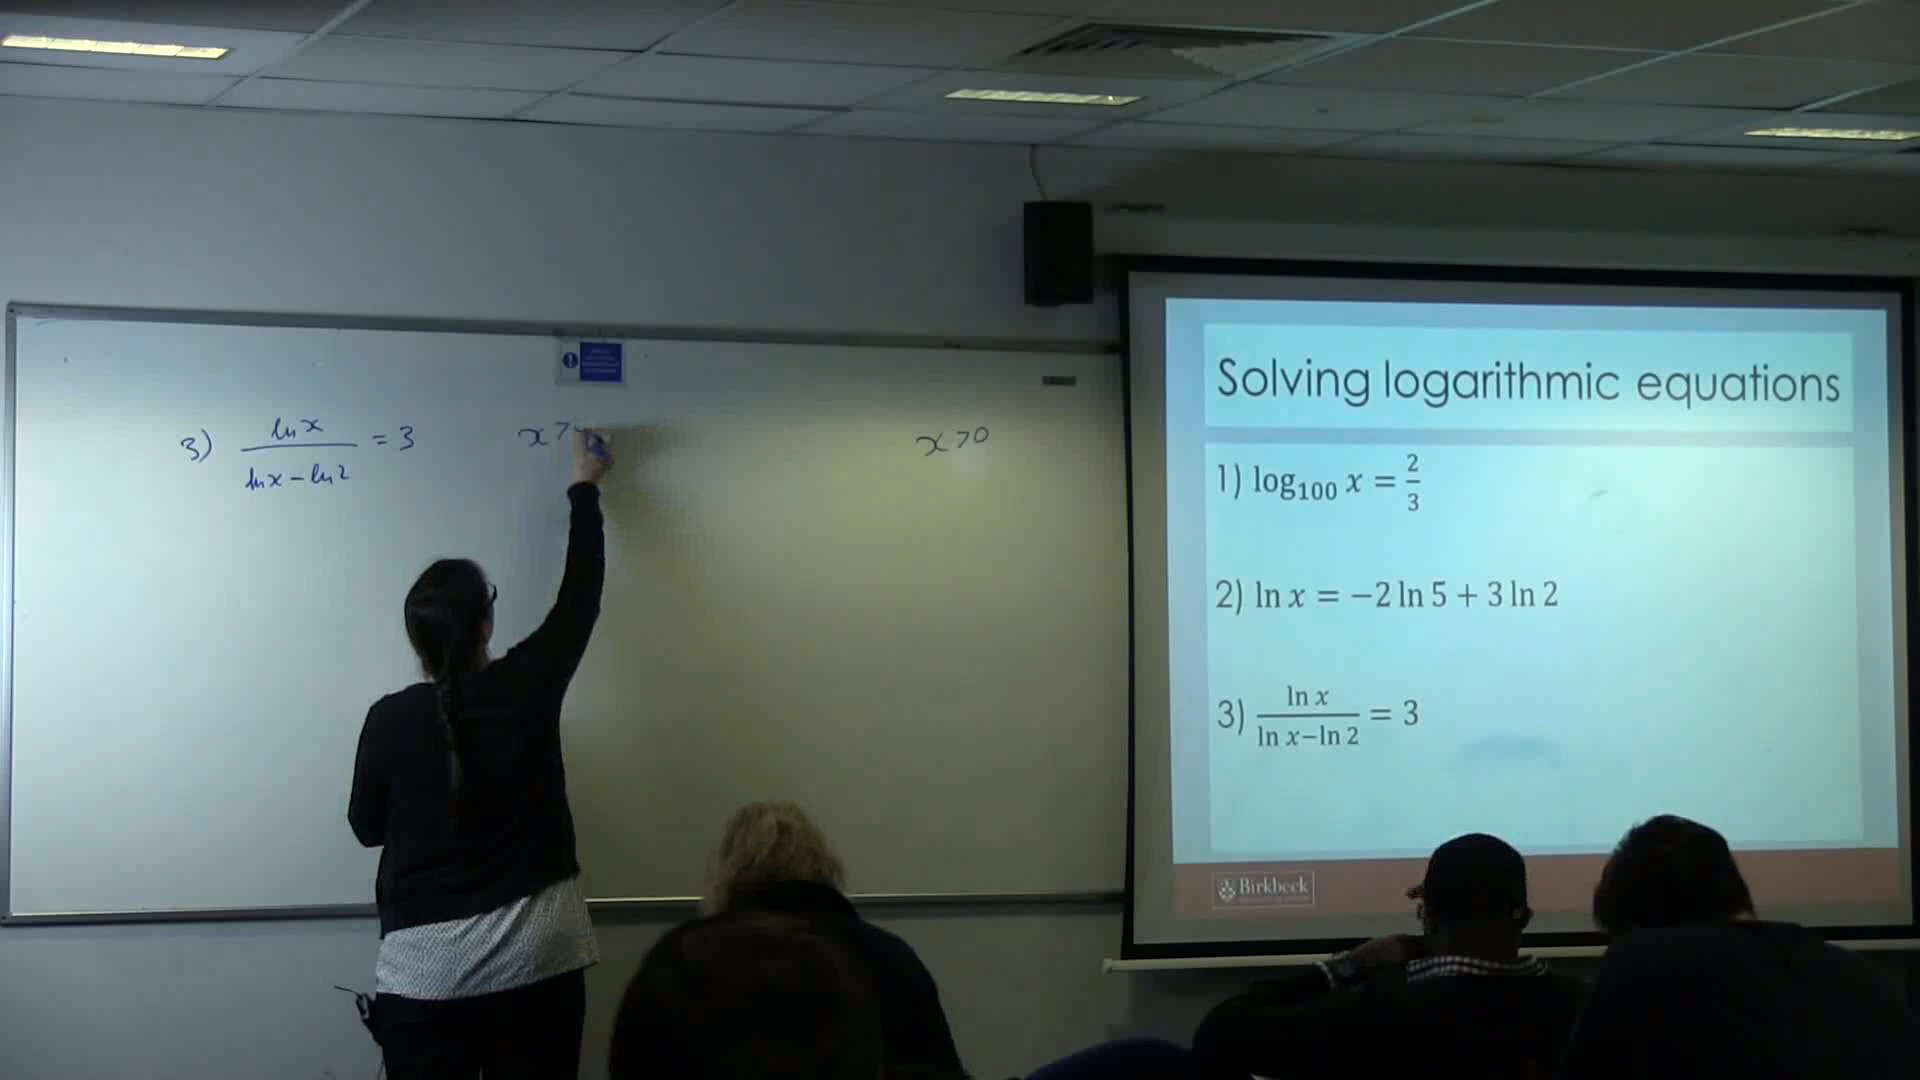 3) ln x / ln x – ln 2 = 3
x >
x > 0
Solving logarithmic equations
1) log₁₀₀ x = 2/3
2) ln x = −2 ln 5 + 3 ln 2
3) ln x / ln x−ln 2 = 3
Birkbeck